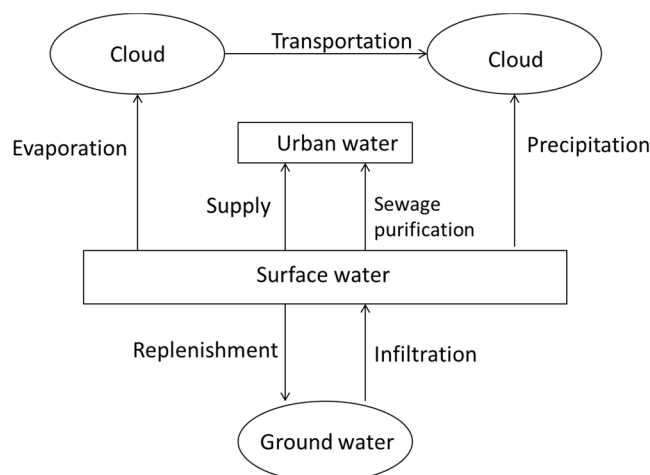 Cloud
Transportation
Cloud
Evaporation
Urban water
Precipitation
Supply
Sewage
purification
Surface water
Replenishment
Infiltration
Ground water